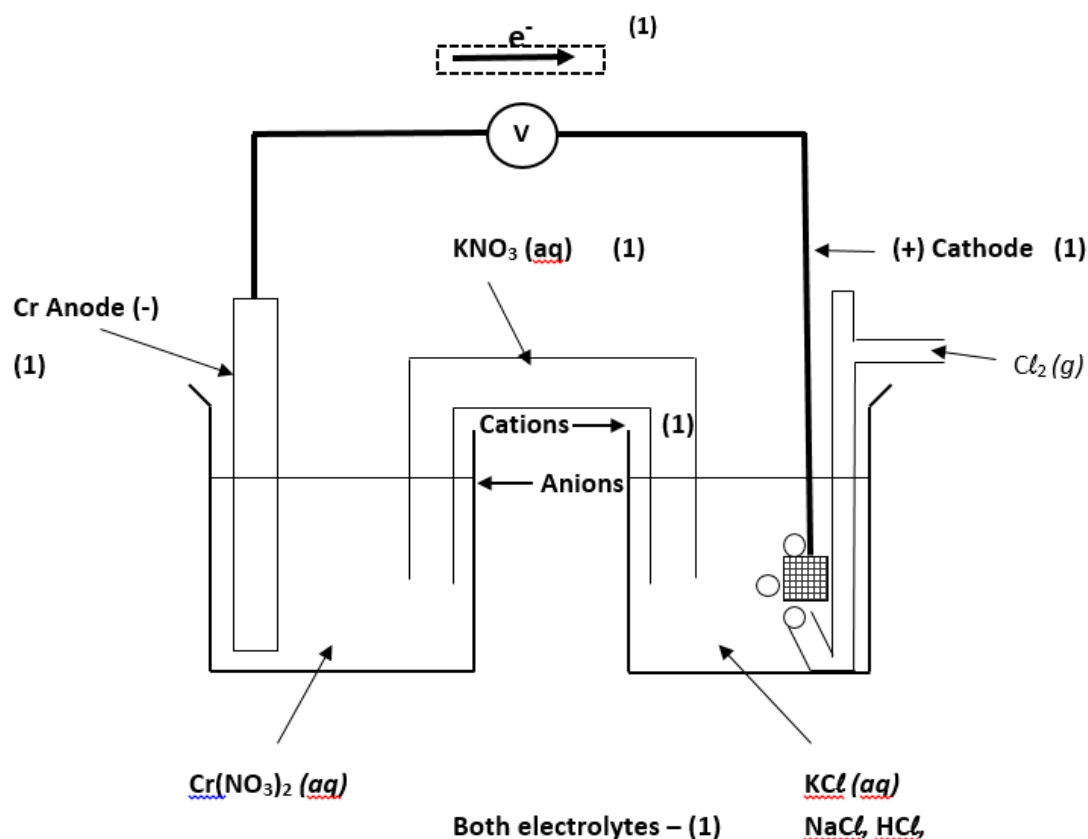 e⁻ (1)
V
KNO₃ (aq) (1)
(+) Cathode (1)
Cr Anode (-)
(1)
Cℓ₂ (g)
Cations (1)
Anions
Cr(NO₃)₂ (aq)
KCℓ (aq)
Both electrolytes – (1) NaCℓ, HCℓ,